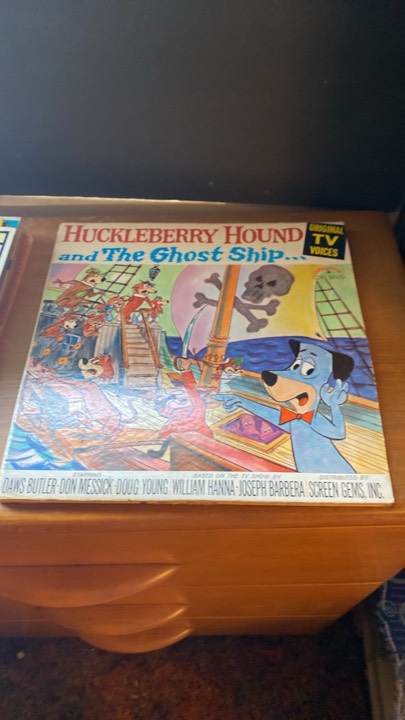 HUCKLEBERRY HOUND
and The Ghost Ship...
ORIGINAL
TV
VOICES
STARRING
DAWS BUTLER·DON MESSICK·DOUG YOUNG
BASED ON THE TV SHOW BY
WILLIAM HANNA·JOSEPH BARBERA
DISTRIBUTED BY
SCREEN GEMS, INC.